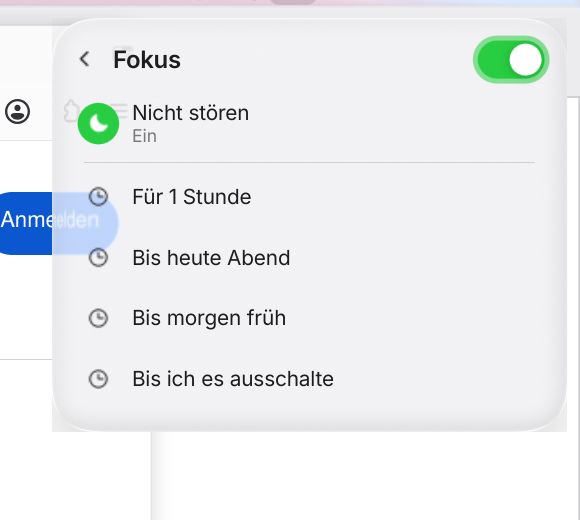 Fokus
Nicht stören
Ein
Anmelden
Für 1 Stunde
Bis heute Abend
Bis morgen früh
Bis ich es ausschalte